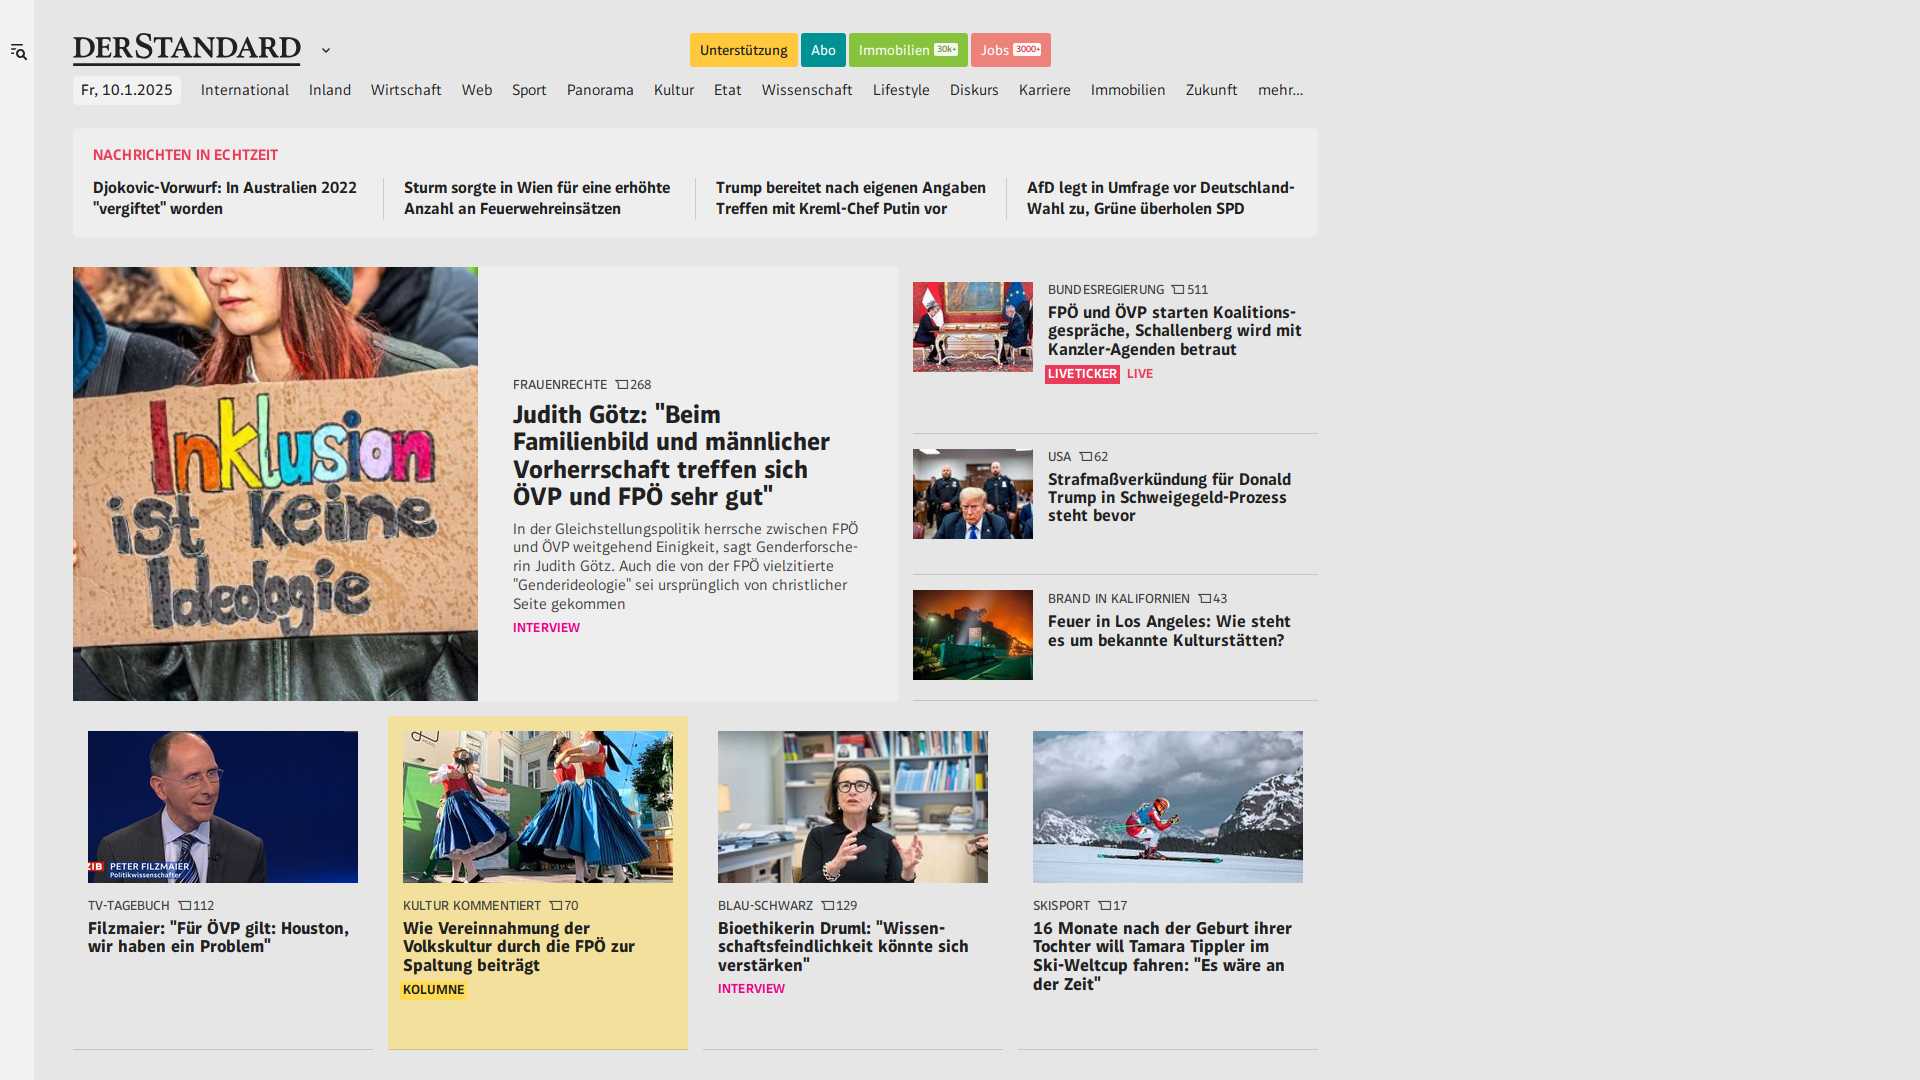 DERSTANDARD
Unterstützung
Abo
Immobilien 30k+
Jobs 3000+
Fr, 10.1.2025
International
Inland
Wirtschaft
Web
Sport
Panorama
Kultur
Etat
Wissenschaft
Lifestyle
Diskurs
Karriere
Immobilien
Zukunft
mehr...
NACHRICHTEN IN ECHTZEIT
Djokovic-Vorwurf: In Australien 2022
"vergiftet" worden
Sturm sorgte in Wien für eine erhöhte
Anzahl an Feuerwehreinsätzen
Trump bereitet nach eigenen Angaben
Treffen mit Kreml-Chef Putin vor
AfD legt in Umfrage vor Deutschland-
Wahl zu, Grüne überholen SPD
Inklusion
ist keine
Ideologie
FRAUENRECHTE 268
Judith Götz: "Beim
Familienbild und männlicher
Vorherrschaft treffen sich
ÖVP und FPÖ sehr gut"
In der Gleichstellungspolitik herrsche zwischen FPÖ
und ÖVP weitgehend Einigkeit, sagt Genderforsche-
rin Judith Götz. Auch die von der FPÖ vielzitierte
"Genderideologie" sei ursprünglich von christlicher
Seite gekommen
INTERVIEW
BUNDESREGIERUNG 511
FPÖ und ÖVP starten Koalitions-
gespräche, Schallenberg wird mit
Kanzler-Agenden betraut
LIVETICKER LIVE
USA 62
Strafmaßverkündung für Donald
Trump in Schweigegeld-Prozess
steht bevor
BRAND IN KALIFORNIEN 43
Feuer in Los Angeles: Wie steht
es um bekannte Kulturstätten?
ZIB PETER FILZMAIER
Politikwissenschafter
TV-TAGEBUCH 112
Filzmaier: "Für ÖVP gilt: Houston,
wir haben ein Problem"
KULTUR KOMMENTIERT 70
Wie Vereinnahmung der
Volkskultur durch die FPÖ zur
Spaltung beiträgt
KOLUMNE
BLAU-SCHWARZ 129
Bioethikerin Druml: "Wissen-
schaftsfeindlichkeit könnte sich
verstärken"
INTERVIEW
SKISPORT 17
16 Monate nach der Geburt ihrer
Tochter will Tamara Tippler im
Ski-Weltcup fahren: "Es wäre an
der Zeit"